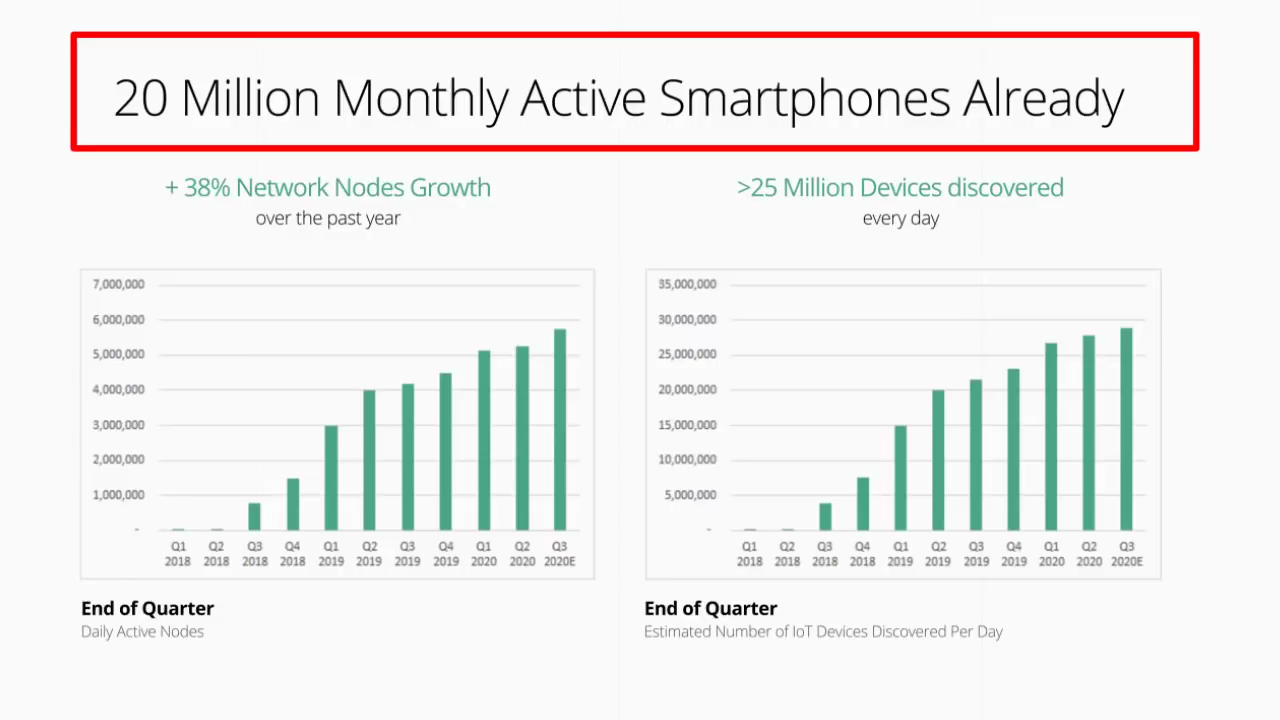 20 Million Monthly Active Smartphones Already
+ 38% Network Nodes Growth
over the past year
>25 Million Devices discovered
every day
7,000,000
6,000,000
5,000,000
4,000,000
3,000,000
2,000,000
1,000,000
-
Q1 Q2 Q3 Q4 Q1 Q2 Q3 Q4 Q1 Q2 Q3
2018 2018 2018 2018 2019 2019 2019 2019 2020 2020 2020E
35,000,000
30,000,000
25,000,000
20,000,000
15,000,000
10,000,000
5,000,000
-
Q1 Q2 Q3 Q4 Q1 Q2 Q3 Q4 Q1 Q2 Q3
2018 2018 2018 2018 2019 2019 2019 2019 2020 2020 2020E
End of Quarter
Daily Active Nodes
End of Quarter
Estimated Number of IoT Devices Discovered Per Day